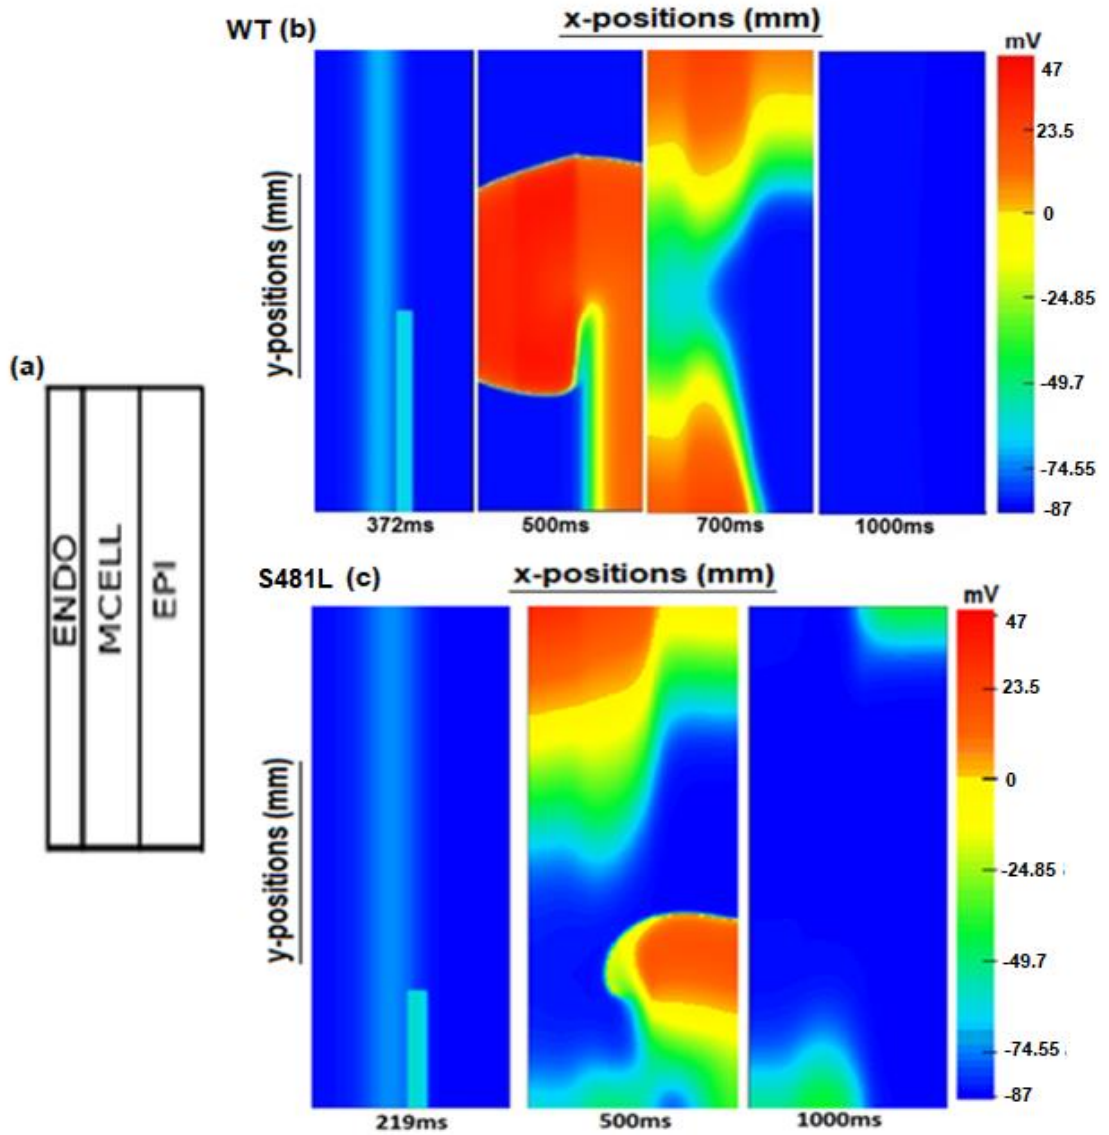 WT (b)
x-positions (mm)
mV
47
23.5
0
-24.85
-49.7
-74.55
-87
y-positions (mm)
372ms
500ms
700ms
1000ms
(a)
ENDO
MCELL
EPI
S481L (c)
x-positions (mm)
mV
47
23.5
0
-24.85
-49.7
-74.55
-87
y-positions (mm)
219ms
500ms
1000ms